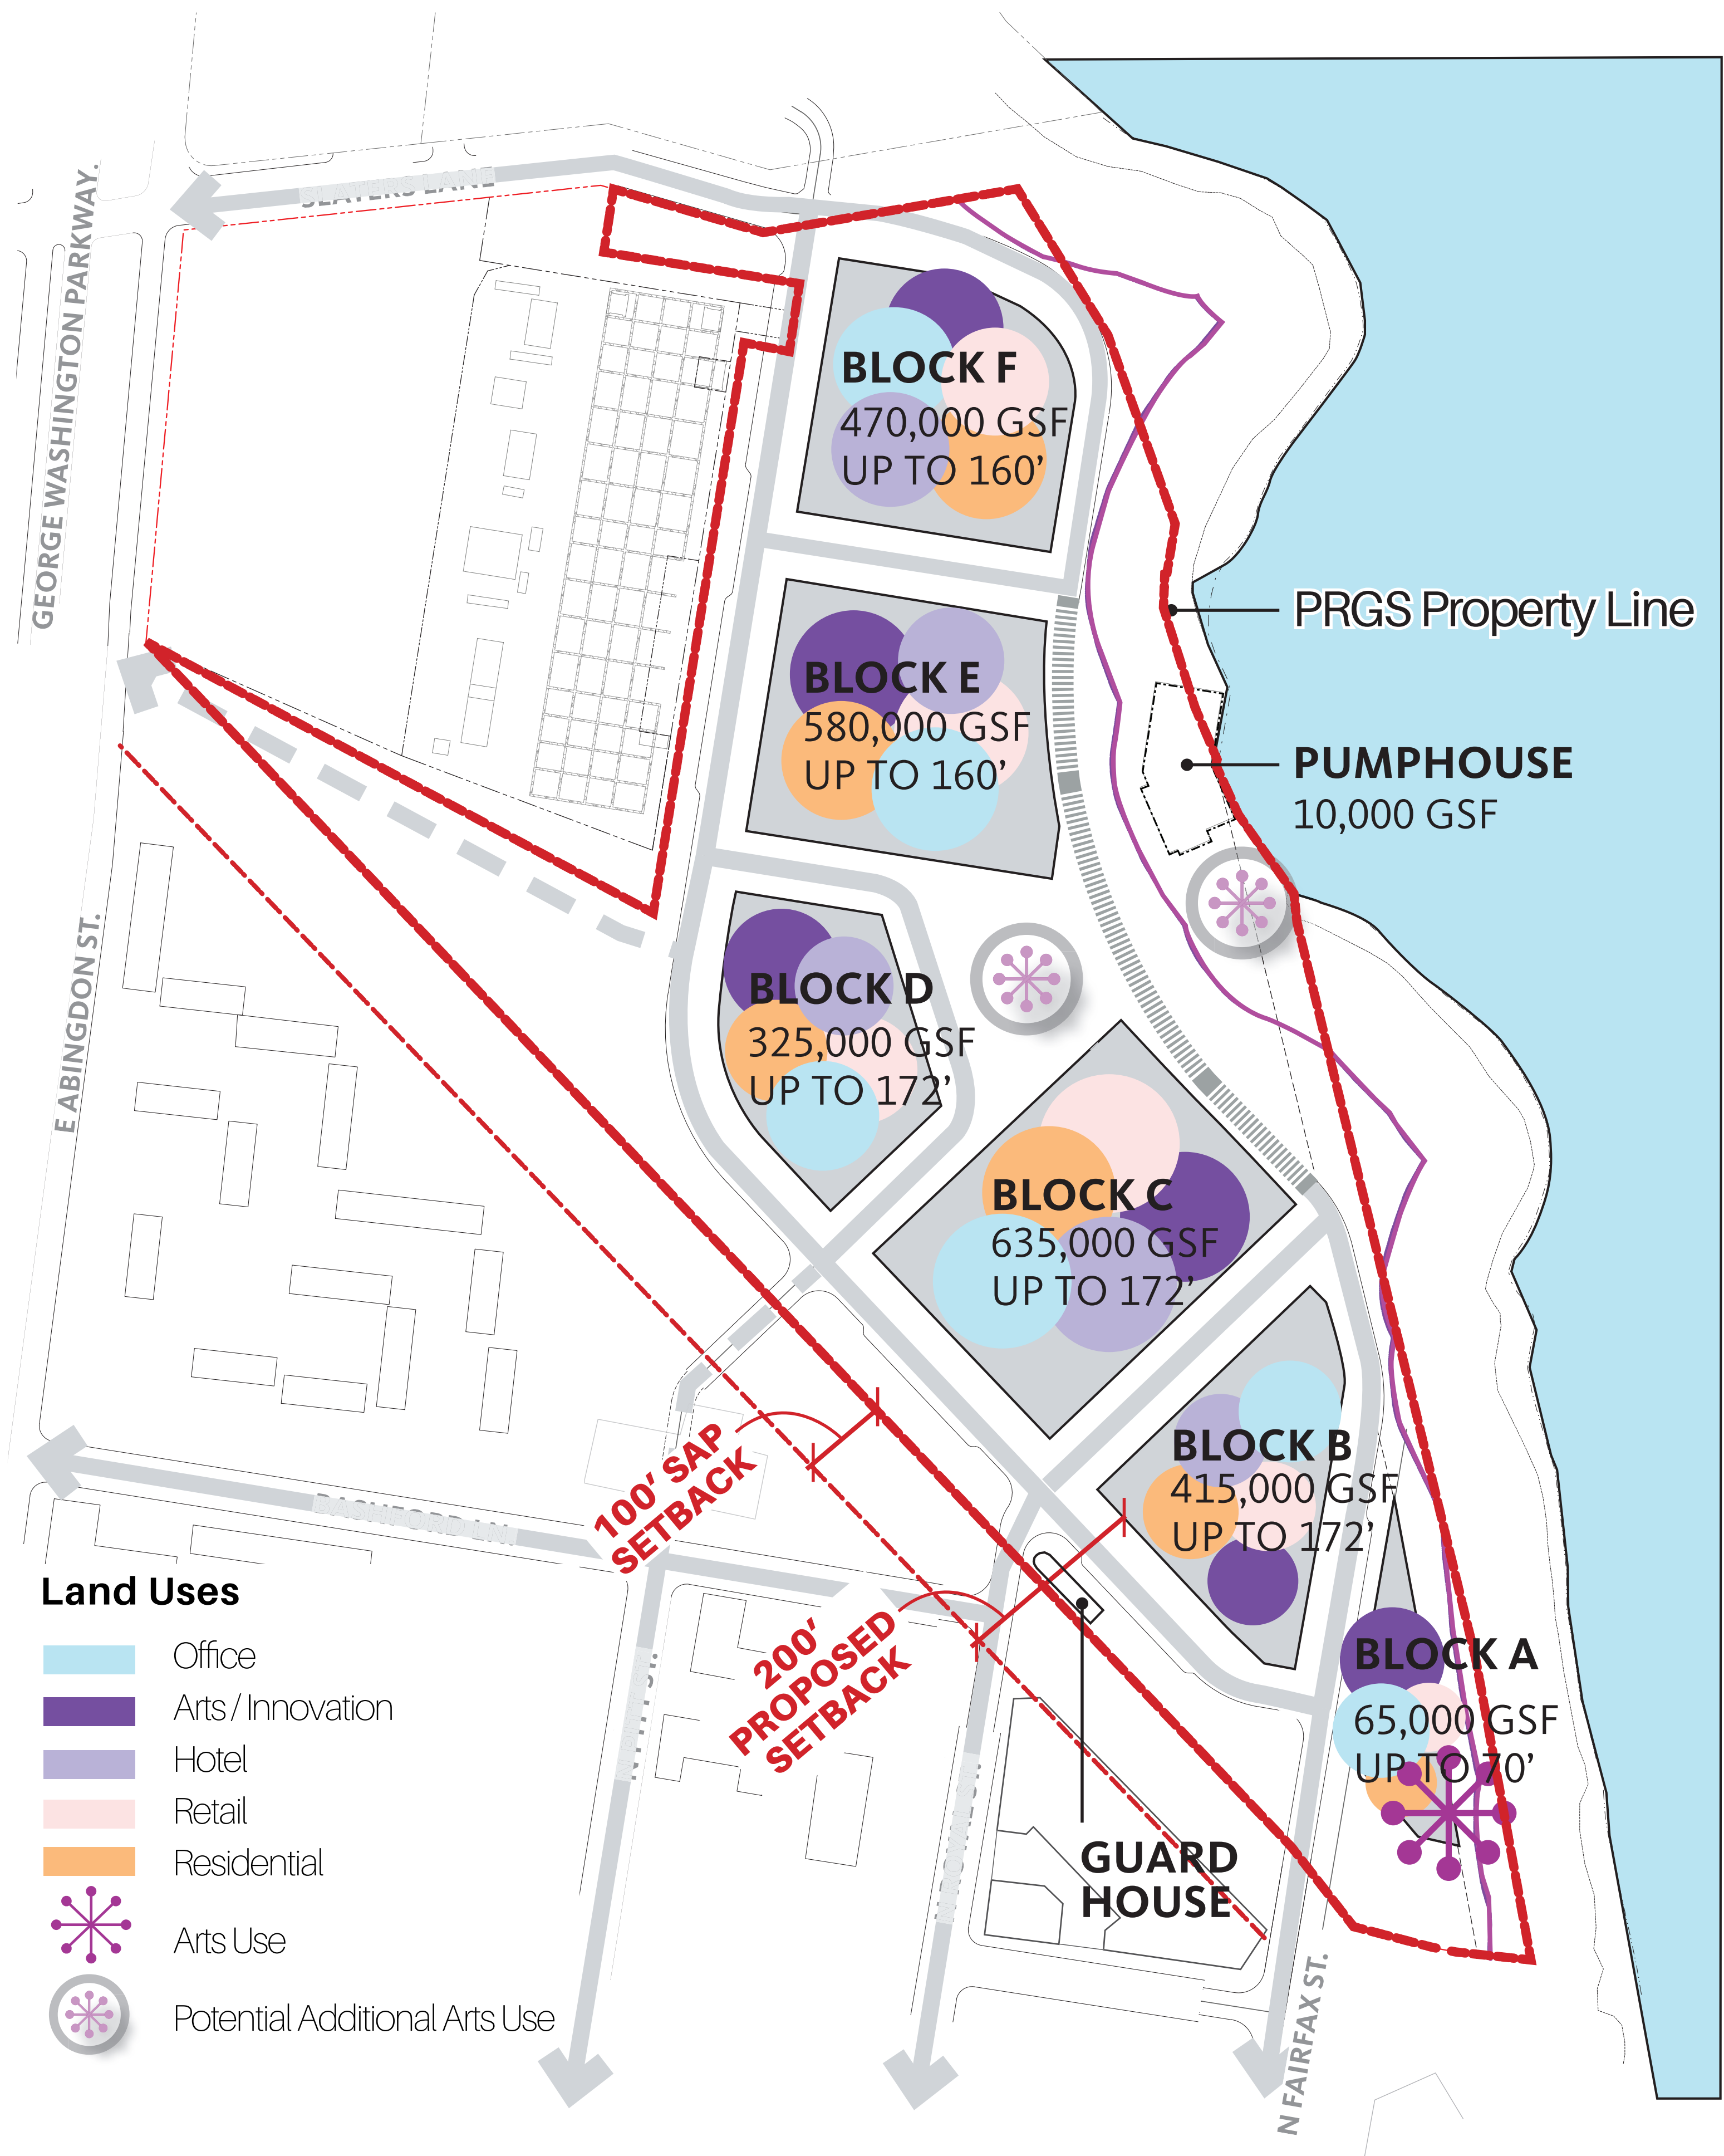 SLATERS LANE
GEORGE WASHINGTON PARKWAY.
BLOCK F
470,000 GSF
UP TO 160’
PRGS Property Line
BLOCK E
580,000 GSF
UP TO 160’
PUMPHOUSE
10,000 GSF
E ABINGDON ST.
BLOCK D
325,000 GSF
UP TO 172’
BLOCK C
635,000 GSF
UP TO 172’
100’ SAP
SETBACK
BLOCK B
415,000 GSF
UP TO 172’
BASHFORD LN.
200’
PROPOSED
SETBACK
BLOCK A
65,000 GSF
UP TO 70’
GUARD
HOUSE
N FAIRFAX ST.
Land Uses
Office
Arts / Innovation
Hotel
Retail
Residential
Arts Use
Potential Additional Arts Use